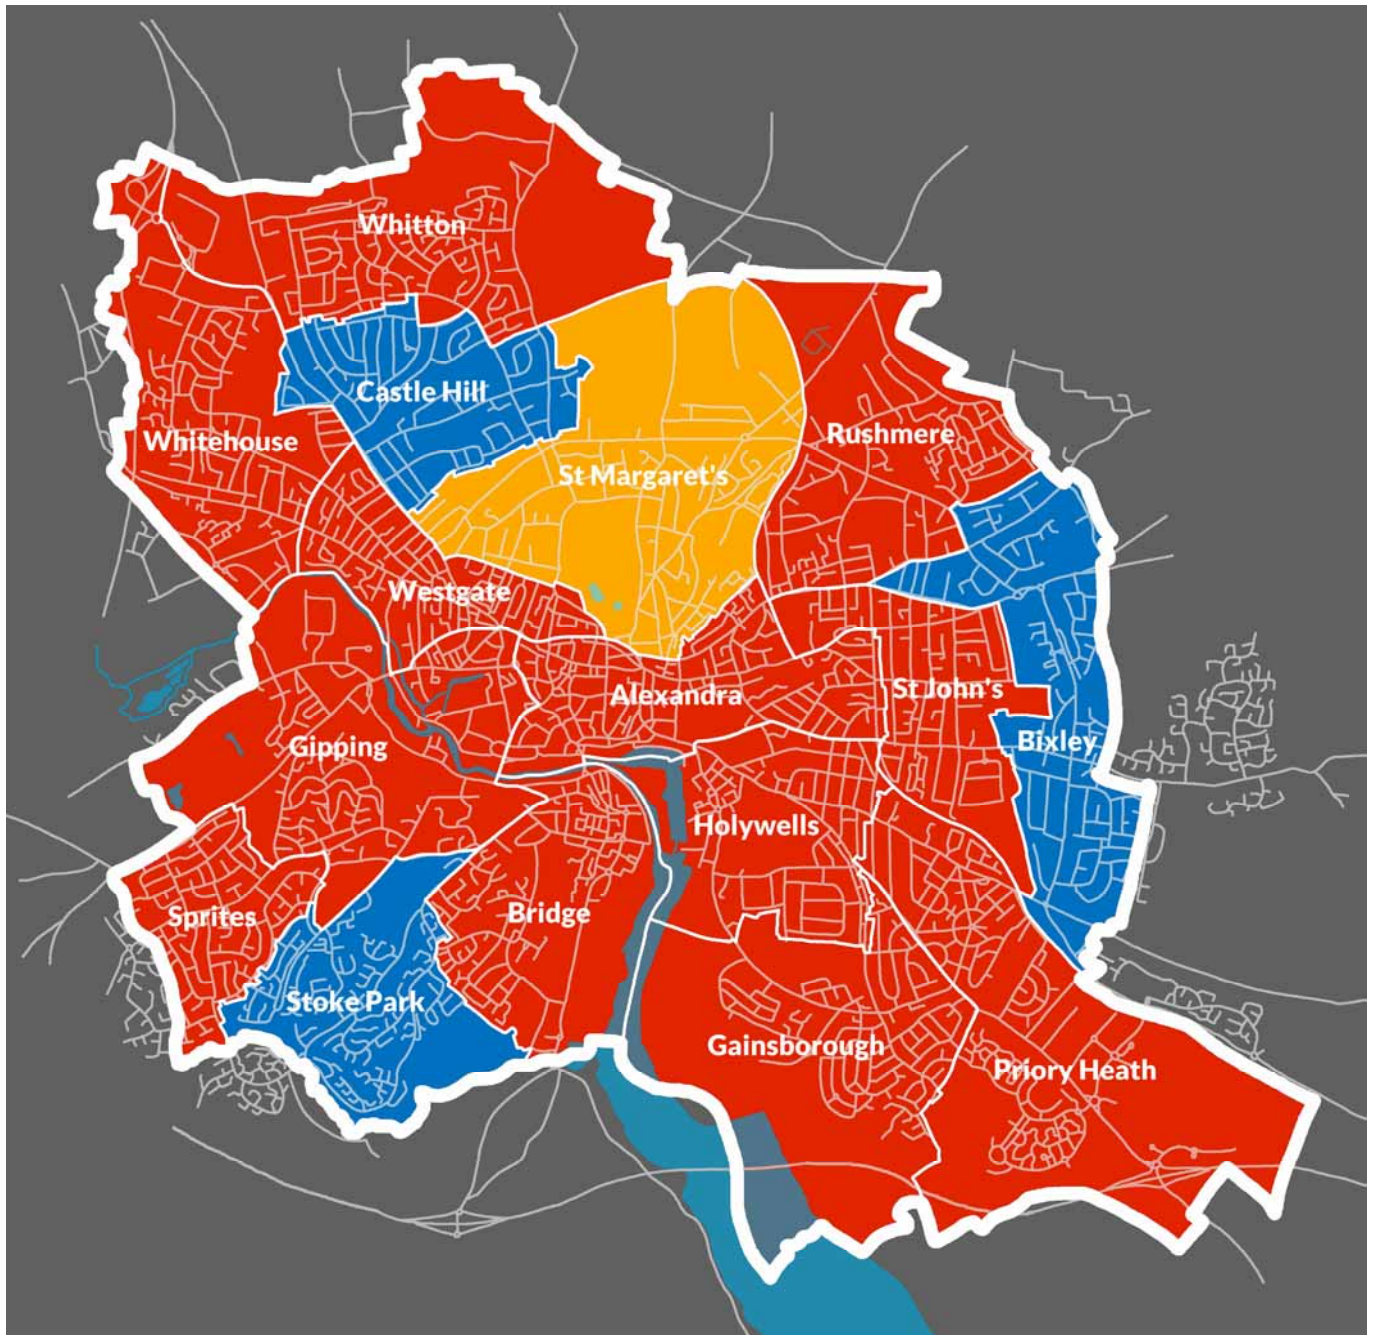 Whitton
Castle Hill
Whitehouse
Rushmere
St Margaret's
Westgate
Alexandra
St John's
Gipping
Bixley
Holywells
Sprites
Bridge
Stoke Park
Gainsborough
Priory Heath